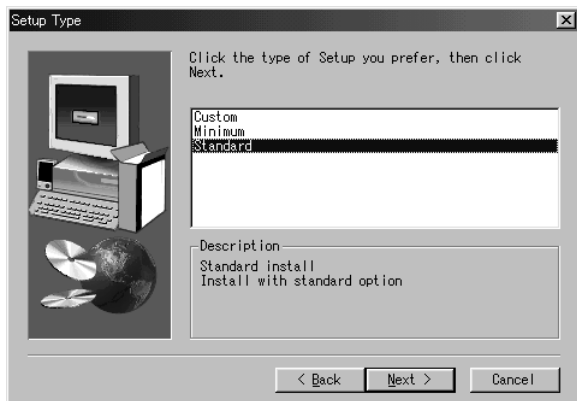 Setup Type
Click the type of Setup you prefer, then click
Next.
Custom
Minimum
Standard
Description
Standard install
Install with standard option
< Back
Next >
Cancel